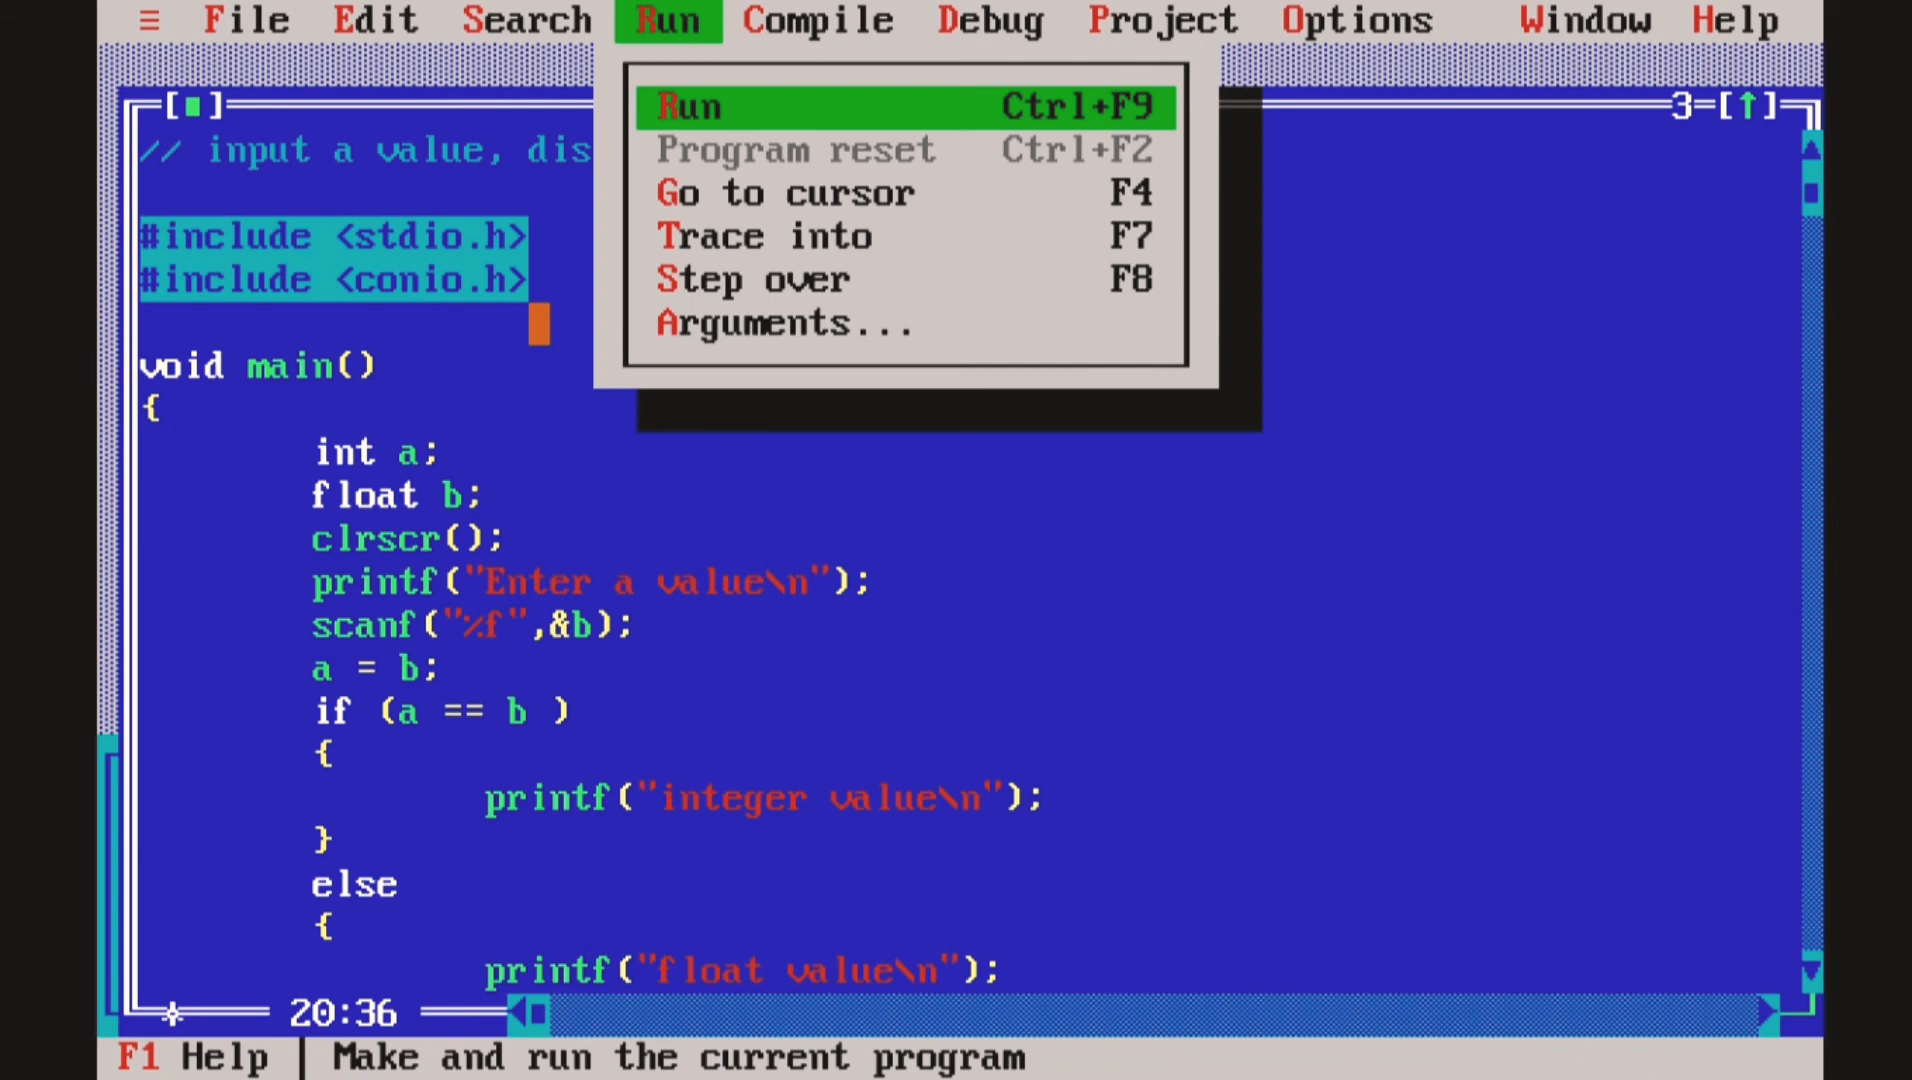 ≡ File Edit Search Run Compile Debug Project Options Window Help
Run Ctrl+F9
Program reset Ctrl+F2
Go to cursor F4
Trace into F7
Step over F8
Arguments...
[■] 3=[↑]
// input a value, dis
#include <stdio.h>
#include <conio.h>
void main()
{
int a;
float b;
clrscr();
printf("Enter a value\n");
scanf("%f",&b);
a = b;
if (a == b )
{
printf("integer value\n");
}
else
{
printf("float value\n");
20:36
F1 Help | Make and run the current program